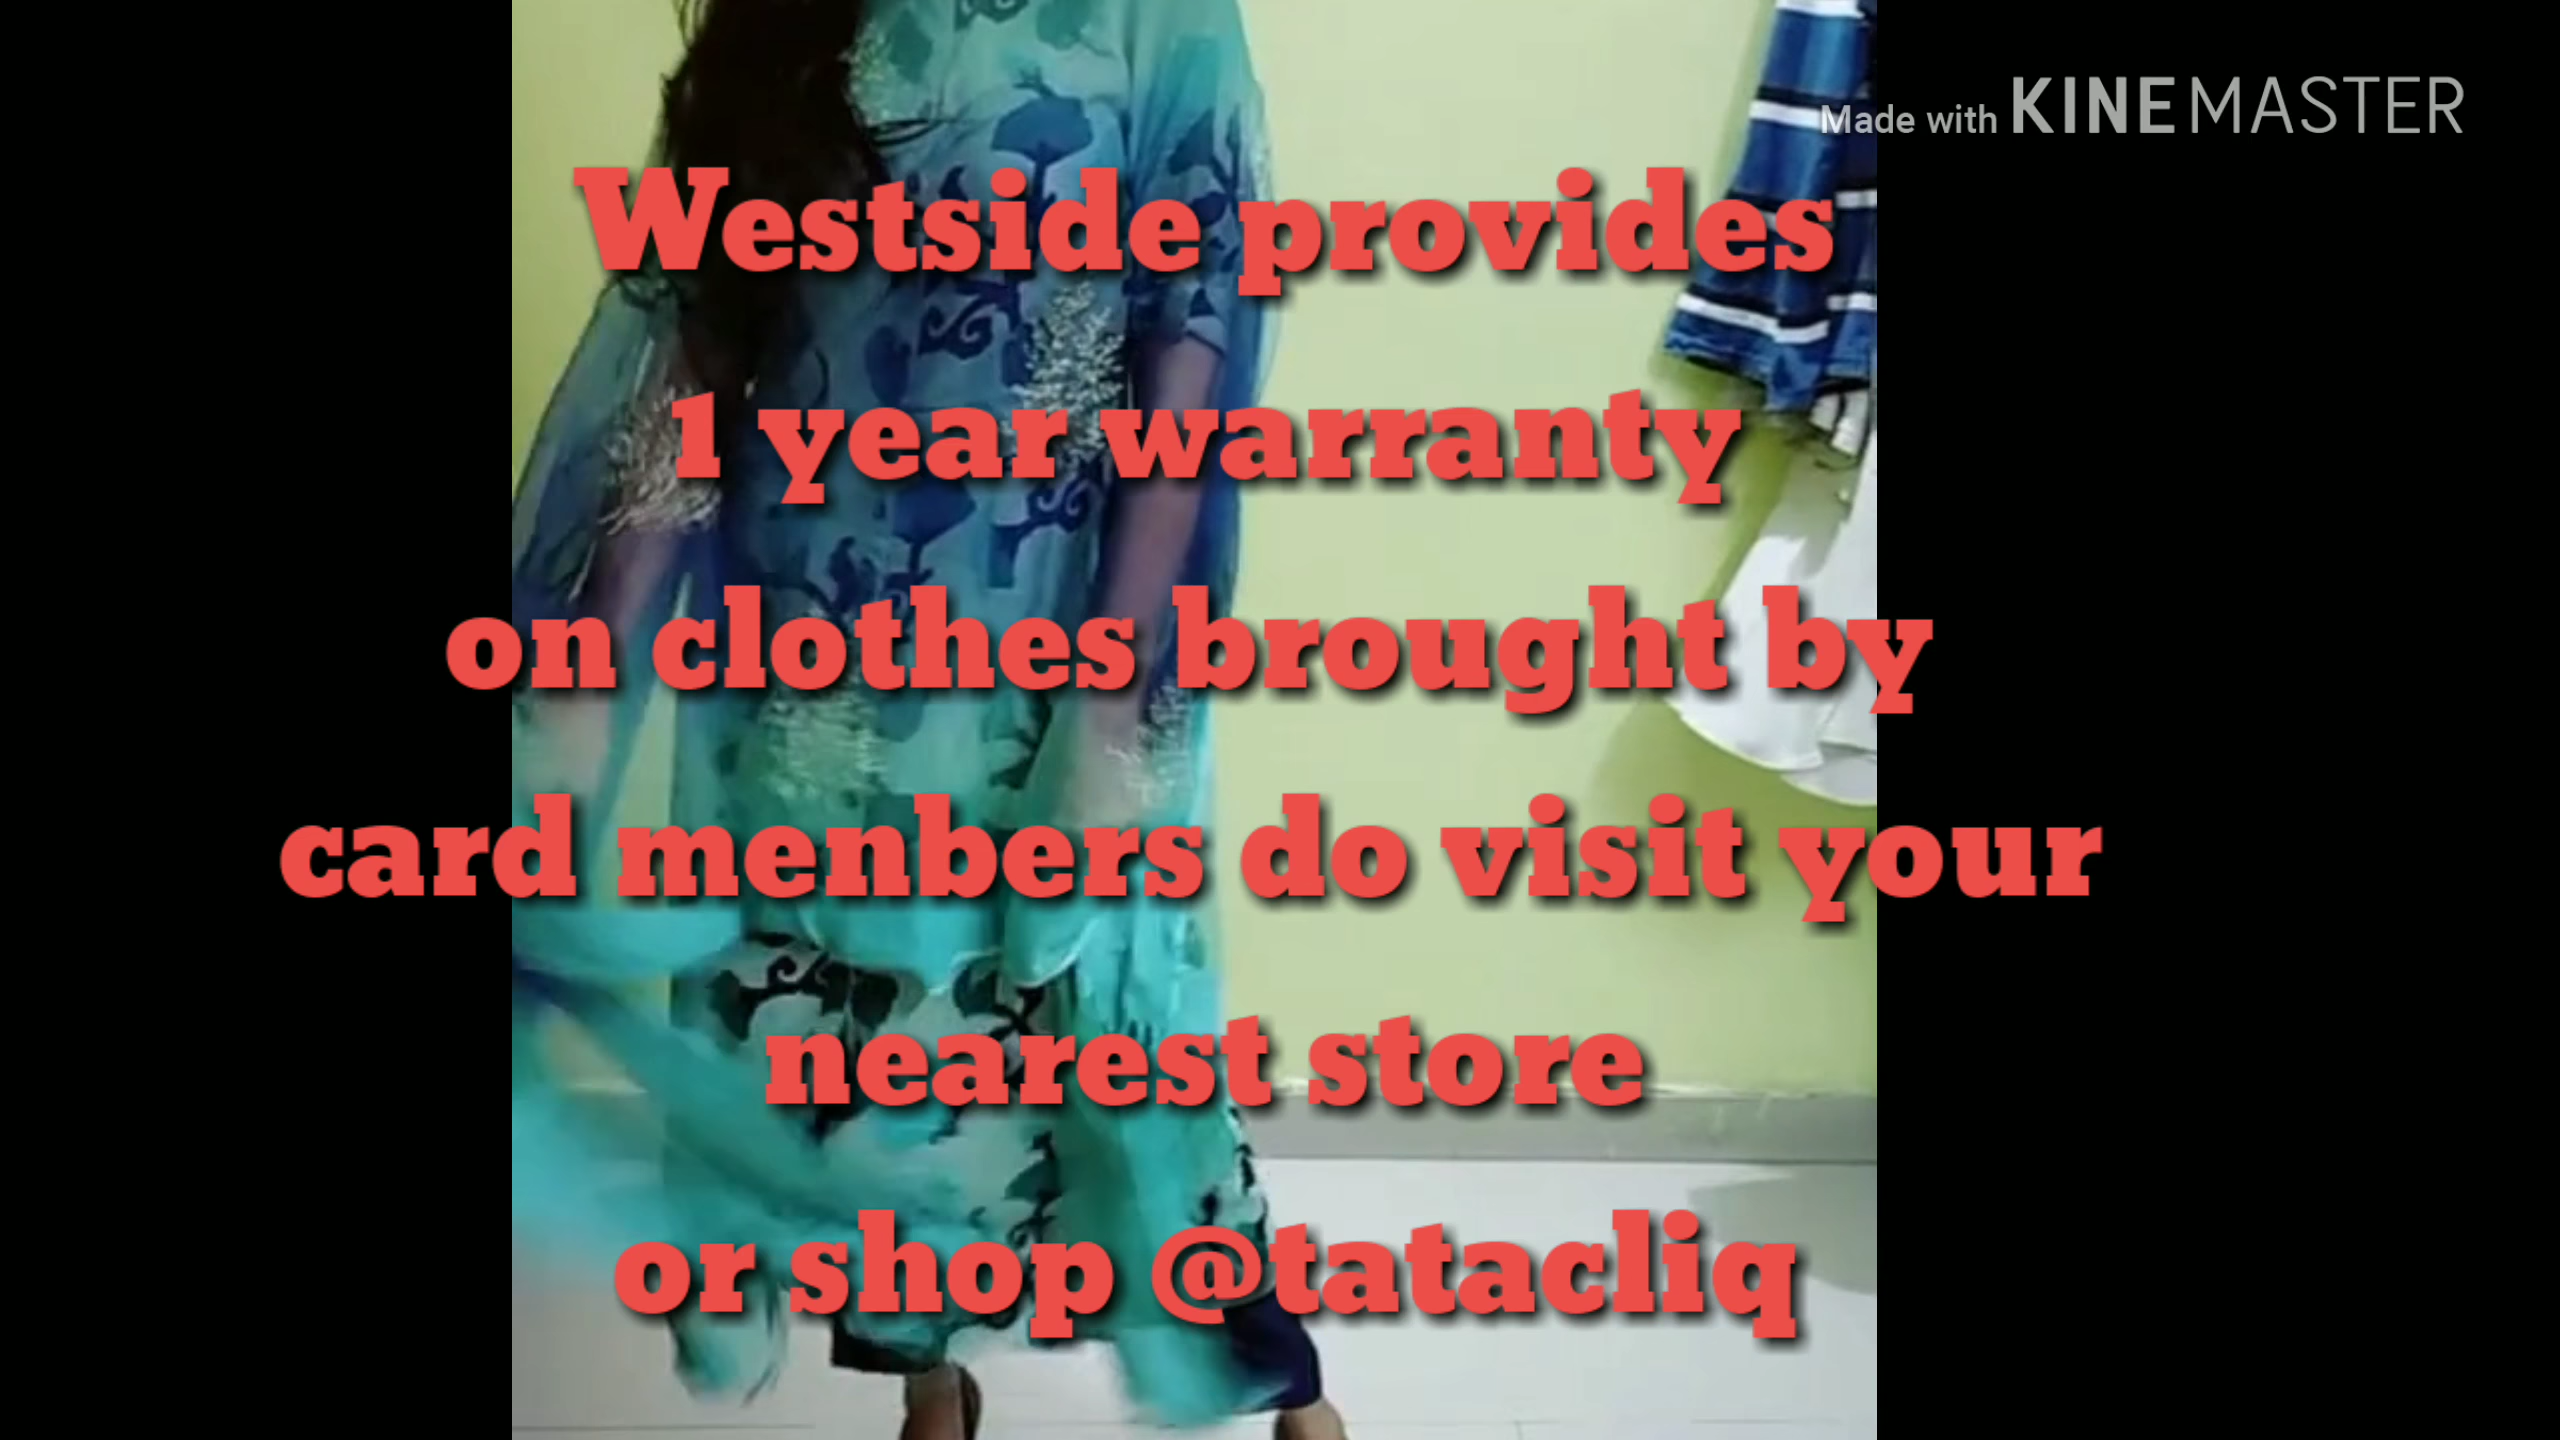 Made with KINEMASTER
Westside provides
1 year warranty
on clothes brought by
card menbers do visit your
nearest store
or shop @tatacliq